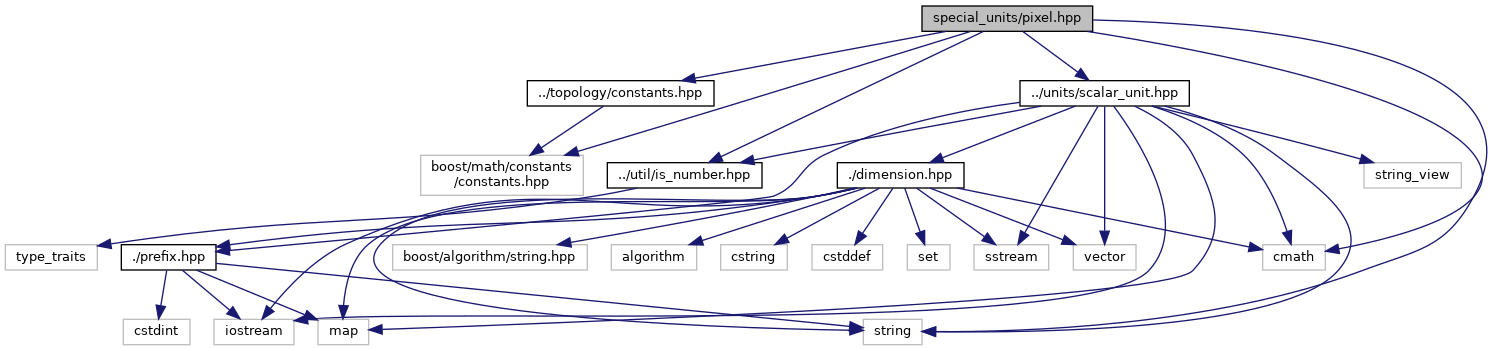 special_units/pixel.hpp
../topology/constants.hpp
../units/scalar_unit.hpp
boost/math/constants
/constants.hpp
../util/is_number.hpp
./dimension.hpp
string_view
type_traits
./prefix.hpp
boost/algorithm/string.hpp
algorithm
cstring
cstddef
set
sstream
vector
cmath
cstdint
iostream
map
string